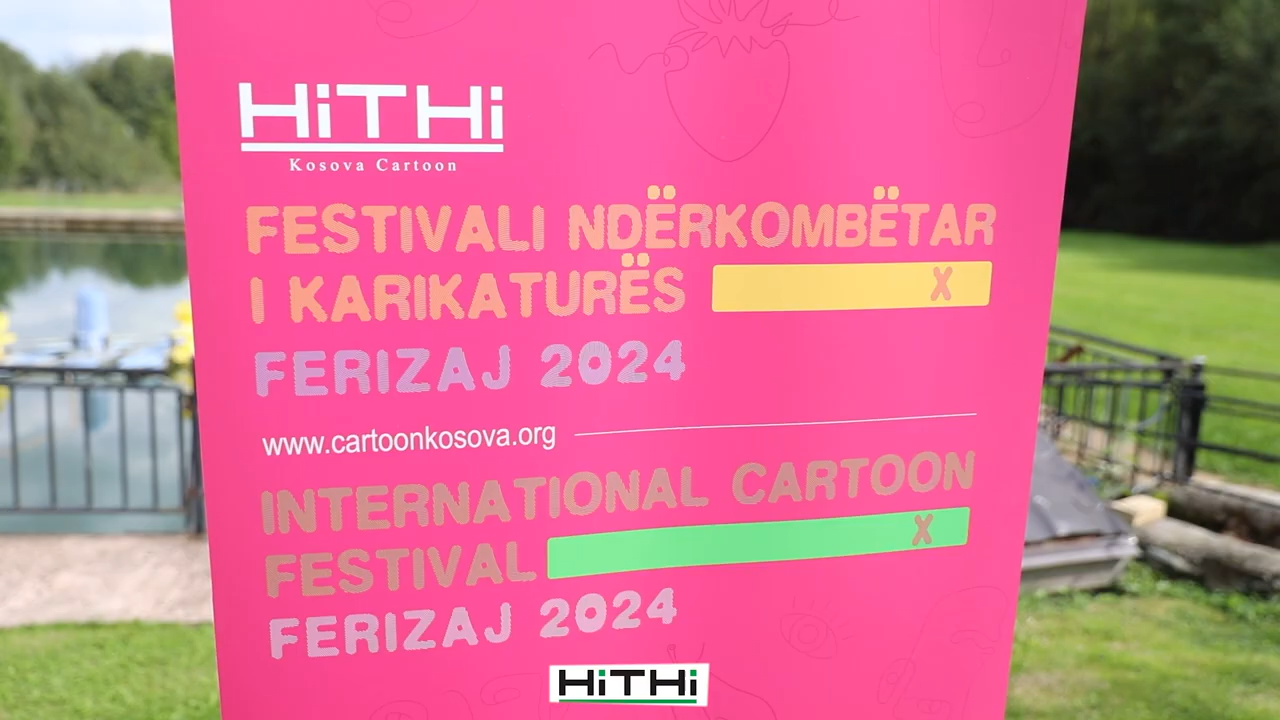 HiTHi
Kosova Cartoon
FESTIVALI NDËRKOMBËTAR
I KARIKATURËS X
FERIZAJ 2024
www.cartoonkosova.org
INTERNATIONAL CARTOON
FESTIVAL X
FERIZAJ 2024
HiTHi